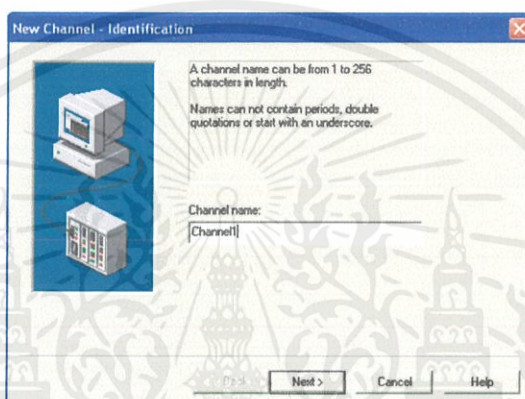 New Channel - Identification
A channel name can be from 1 to 256
characters in length.
Names can not contain periods, double
quotations or start with an underscore.
Channel name:
Channel1
< Back
Next >
Cancel
Help